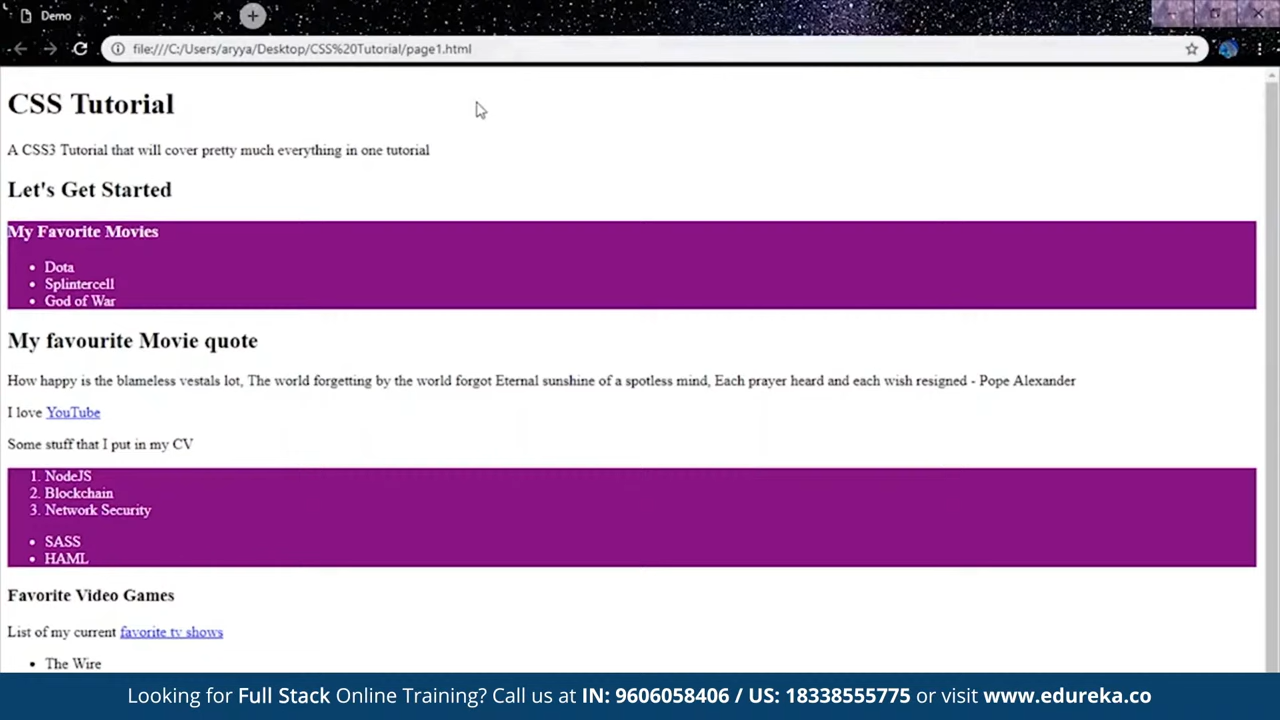 Demo
file:///C:/Users/aryya/Desktop/CSS%20Tutorial/page1.html
CSS Tutorial
A CSS3 Tutorial that will cover pretty much everything in one tutorial
Let's Get Started
My Favorite Movies
• Dota
• Splintercell
• God of War
My favourite Movie quote
How happy is the blameless vestals lot, The world forgetting by the world forgot Eternal sunshine of a spotless mind, Each prayer heard and each wish resigned - Pope Alexander
I love YouTube
Some stuff that I put in my CV
1. NodeJS
2. Blockchain
3. Network Security
• SASS
• HAML
Favorite Video Games
List of my current favorite tv shows
• The Wire
Looking for Full Stack Online Training? Call us at IN: 9606058406 / US: 18338555775 or visit www.edureka.co